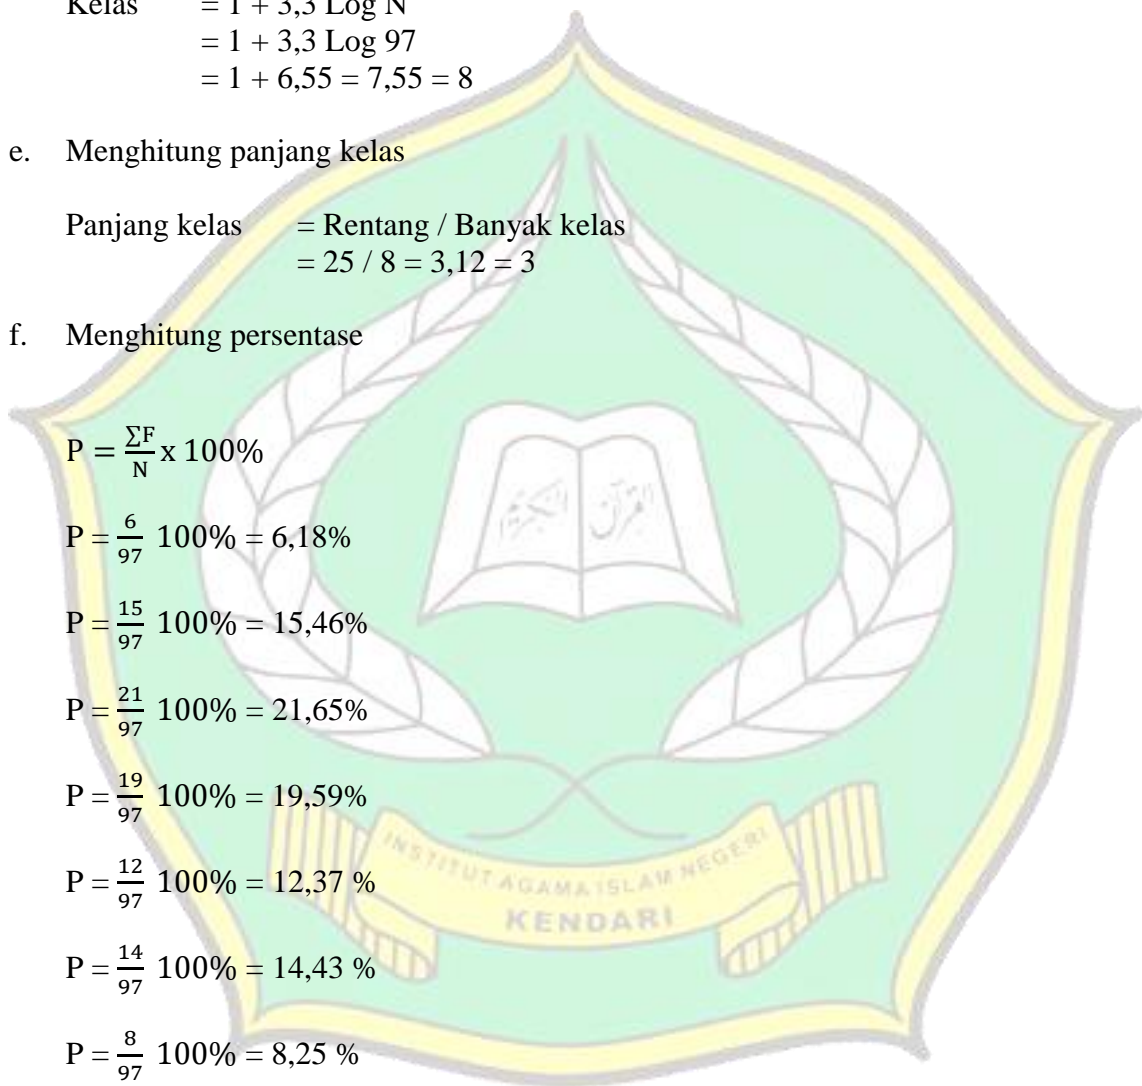 Kelas = 1 + 3,3 Log N
= 1 + 3,3 Log 97
= 1 + 6,55 = 7,55 = 8
e. Menghitung panjang kelas
Panjang kelas = Rentang / Banyak kelas
= 25 / 8 = 3,12 = 3
f. Menghitung persentase
P = ∑F/N x 100%
P = 6/97 100% = 6,18%
P = 15/97 100% = 15,46%
P = 21/97 100% = 21,65%
P = 19/97 100% = 19,59%
P = 12/97 100% = 12,37 %
P = 14/97 100% = 14,43 %
P = 8/97 100% = 8,25 %
INSTITUT AGAMA ISLAM NEGERI
KENDARI